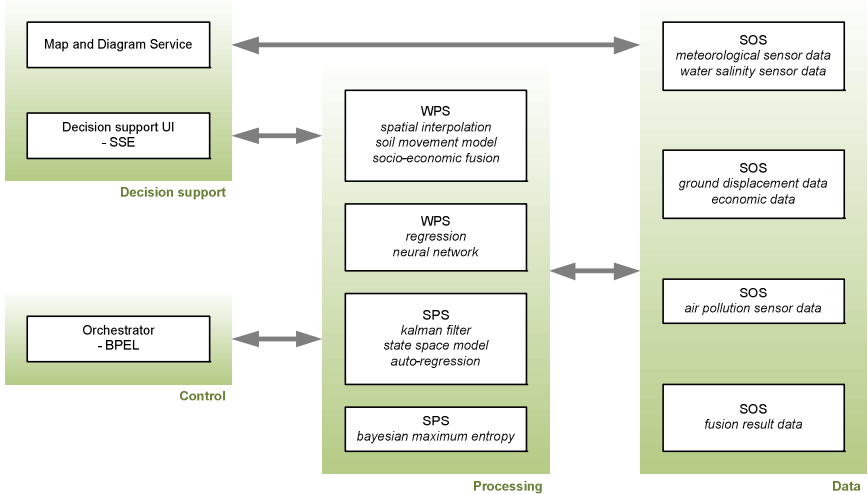 Map and Diagram Service
Decision support UI
- SSE
Decision support
Orchestrator
- BPEL
Control
WPS
spatial interpolation
soil movement model
socio-economic fusion
WPS
regression
neural network
SPS
kalman filter
state space model
auto-regression
SPS
bayesian maximum entropy
Processing
SOS
meteorological sensor data
water salinity sensor data
SOS
ground displacement data
economic data
SOS
air pollution sensor data
SOS
fusion result data
Data